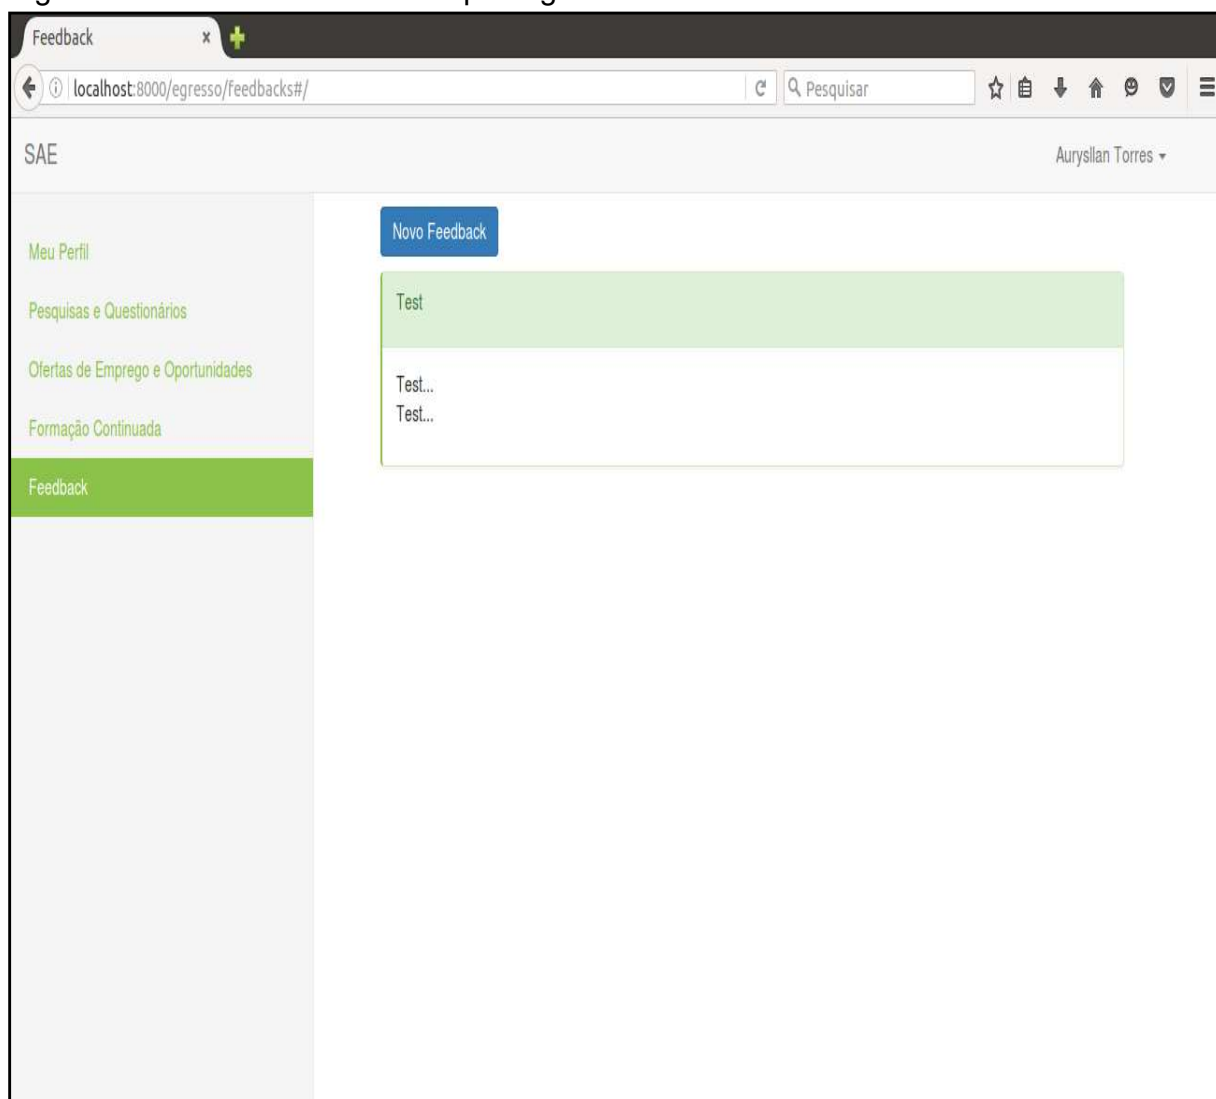 Feedback
localhost:8000/egresso/feedbacks#/
Pesquisar
SAE
Aurysllan Torres
Meu Perfil
Pesquisas e Questionários
Ofertas de Emprego e Oportunidades
Formação Continuada
Feedback
Novo Feedback
Test
Test...
Test...